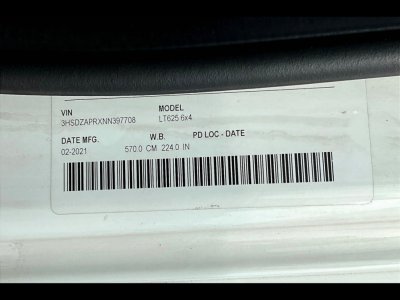 VIN MODEL
3HSDZAPRXNN397708 LT625 6x4
DATE MFG. W.B. PD LOC - DATE
02-2021 570.0 CM 224.0 IN